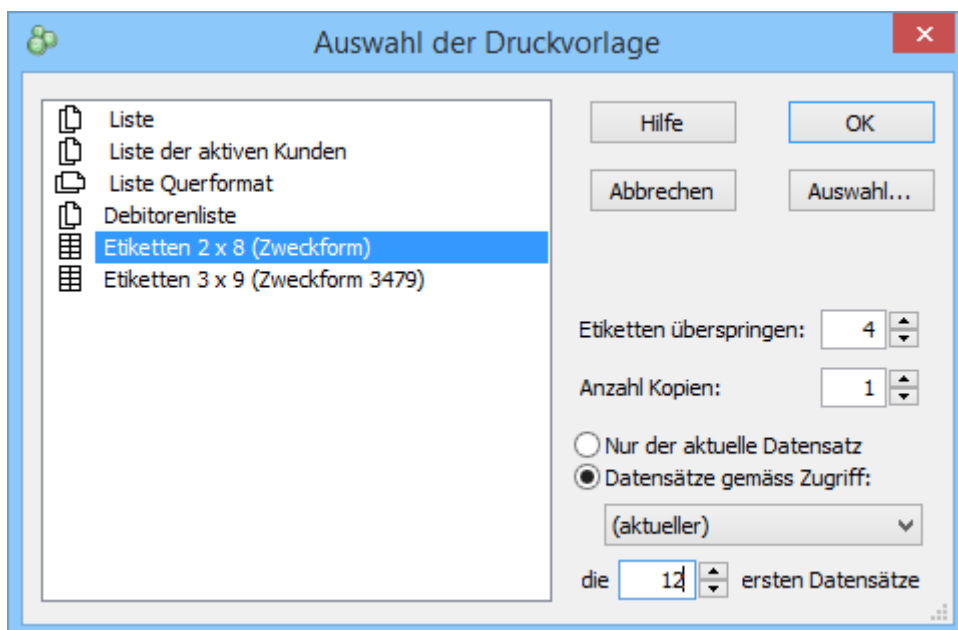 Auswahl der Druckvorlage
Liste
Liste der aktiven Kunden
Liste Querformat
Debitorenliste
Etiketten 2 x 8 (Zweckform)
Etiketten 3 x 9 (Zweckform 3479)
Hilfe
OK
Abbrechen
Auswahl...
Etiketten überspringen: 4
Anzahl Kopien: 1
Nur der aktuelle Datensatz
Datensätze gemäss Zugriff:
(aktueller)
die 12 ersten Datensätze